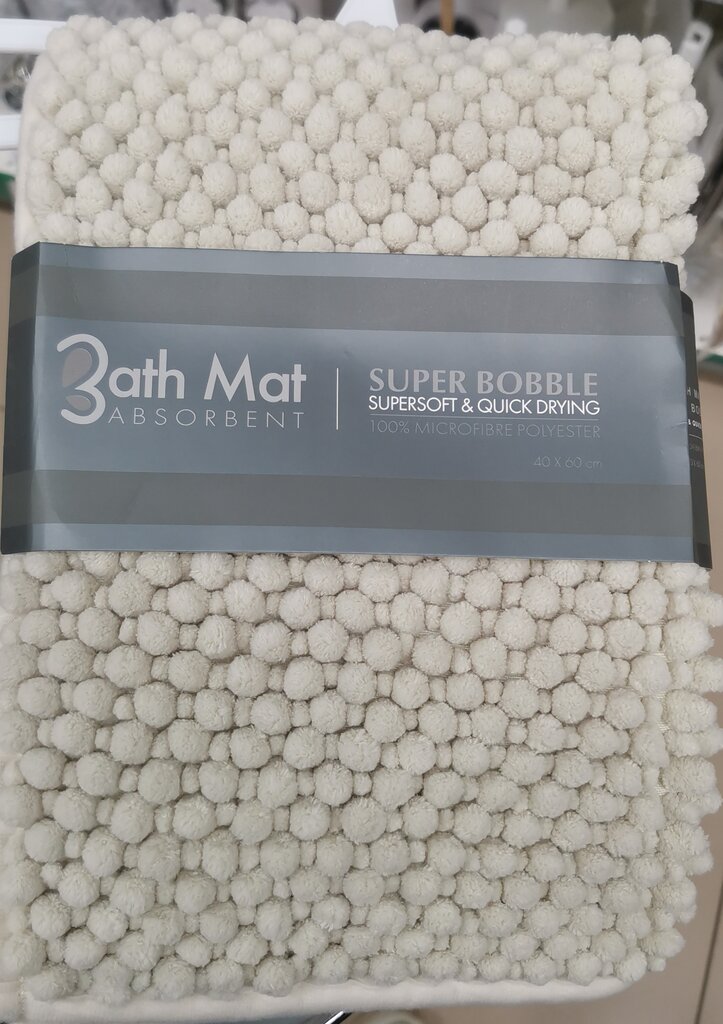 Bath Mat
ABSORBENT
SUPER BOBBLE
SUPERSOFT & QUICK DRYING
100% MICROFIBRE POLYESTER
40 X 60 cm